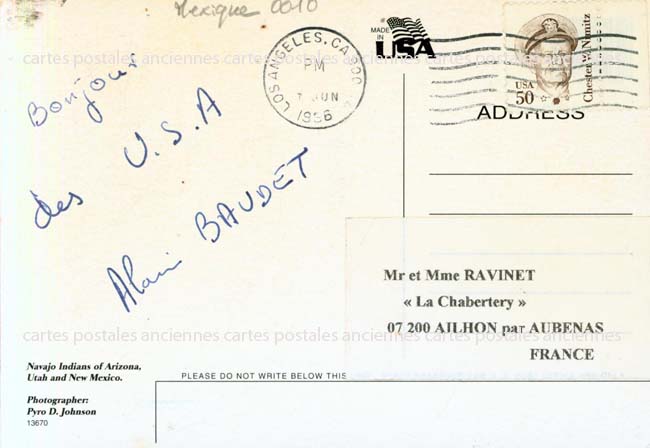 Mexique 0010
MADE IN
USA
LOS ANGELES, CA 900
PM
7 JUN
1996
USA
50
Chester W. Nimitz
cartes postales anciennes cartes postales anciennes cartes postales anciennes
Bonjour
des U.S.A
Alain BAUDET
ADDRESS
Mr et Mme RAVINET
« La Chabertery »
07 200 AILHON par AUBENAS
FRANCE
cartes postales anciennes cartes postales anciennes cartes postales anciennes
Navajo Indians of Arizona,
Utah and New Mexico.
Photographer:
Pyro D. Johnson
13670
PLEASE DO NOT WRITE BELOW THIS